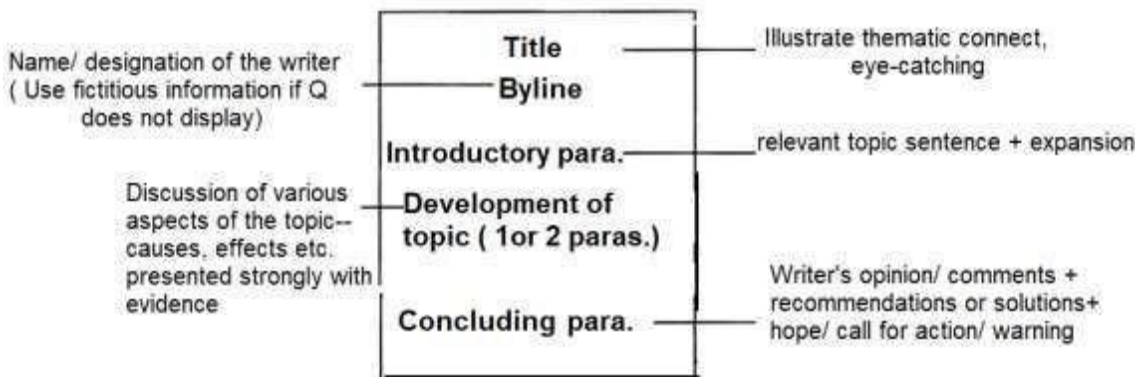 Title
Illustrate thematic connect,
eye-catching
Name/ designation of the writer
( Use fictitious information if Q
does not display)
Byline
Introductory para.
relevant topic sentence + expansion
Discussion of various
aspects of the topic--
causes, effects etc.
presented strongly with
evidence
Development of
topic ( 1or 2 paras.)
Concluding para.
Writer's opinion/ comments +
recommendations or solutions+
hope/ call for action/ warning